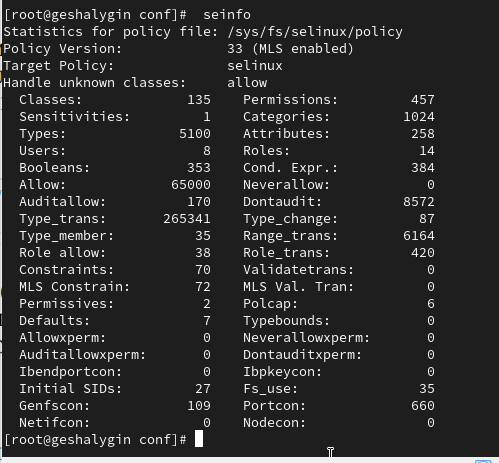 [root@geshalygin conf]#  seinfo
Statistics for policy file: /sys/fs/selinux/policy
Policy Version:             33 (MLS enabled)
Target Policy:              selinux
Handle unknown classes:     allow
  Classes:             135    Permissions:         457
  Sensitivities:         1    Categories:         1024
  Types:              5100    Attributes:          258
  Users:                 8    Roles:                14
  Booleans:            353    Cond. Expr.:         384
  Allow:             65000    Neverallow:            0
  Auditallow:          170    Dontaudit:          8572
  Type_trans:       265341    Type_change:          87
  Type_member:          35    Range_trans:        6164
  Role allow:           38    Role_trans:          420
  Constraints:          70    Validatetrans:         0
  MLS Constrain:        72    MLS Val. Tran:         0
  Permissives:           2    Polcap:                6
  Defaults:              7    Typebounds:            0
  Allowxperm:            0    Neverallowxperm:       0
  Auditallowxperm:       0    Dontauditxperm:        0
  Ibendportcon:          0    Ibpkeycon:             0
  Initial SIDs:         27    Fs_use:               35
  Genfscon:            109    Portcon:             660
  Netifcon:              0    Nodecon:               0
[root@geshalygin conf]#